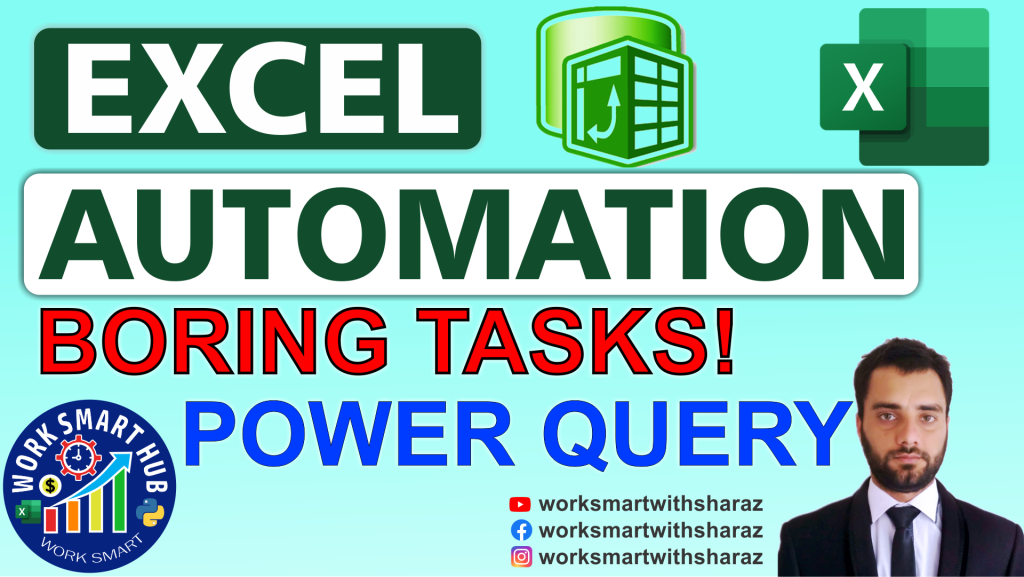 EXCEL
X
AUTOMATION
BORING TASKS!
POWER QUERY
WORK SMART HUB
$
X
WORK SMART
worksmartwithsharaz
worksmartwithsharaz
worksmartwithsharaz